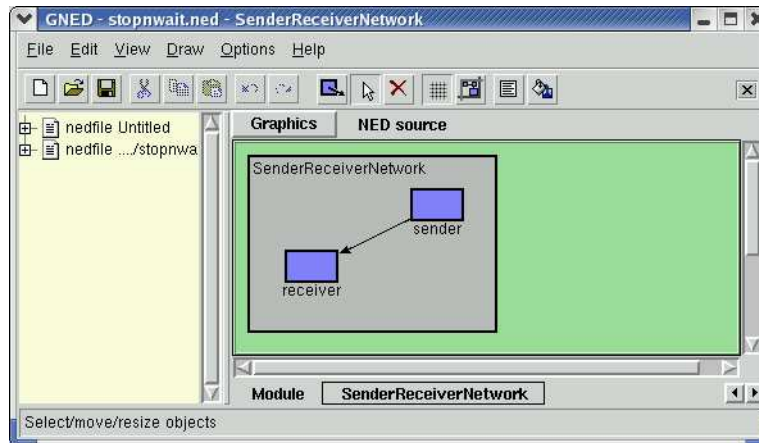 GNED - stopnwait.ned - SenderReceiverNetwork
File Edit View Draw Options Help
nedfile Untitled
nedfile ..../stopnwa
Graphics NED source
SenderReceiverNetwork
sender
receiver
Module SenderReceiverNetwork
Select/move/resize objects